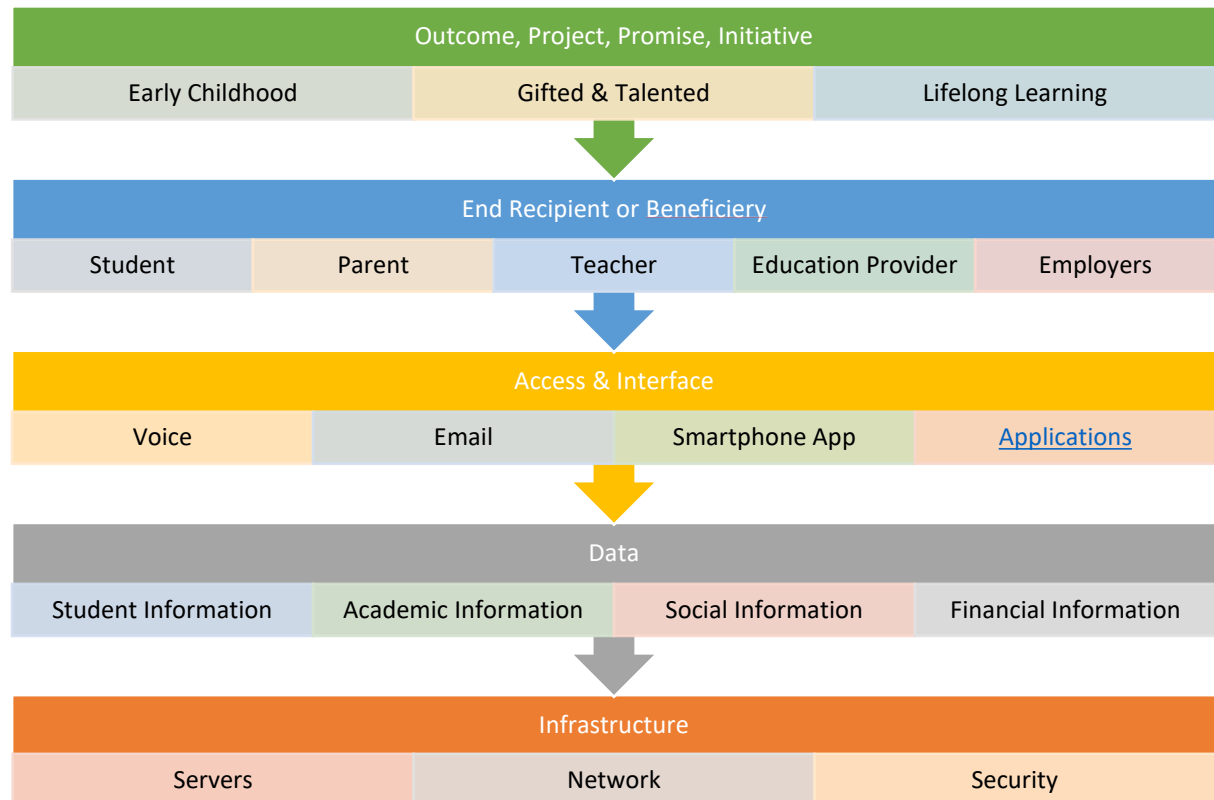 Outcome, Project, Promise, Initiative
Early Childhood Gifted & Talented Lifelong Learning
End Recipient or Beneficiery
Student Parent Teacher Education Provider Employers
Access & Interface
Voice Email Smartphone App Applications
Data
Student Information Academic Information Social Information Financial Information
Infrastructure
Servers Network Security